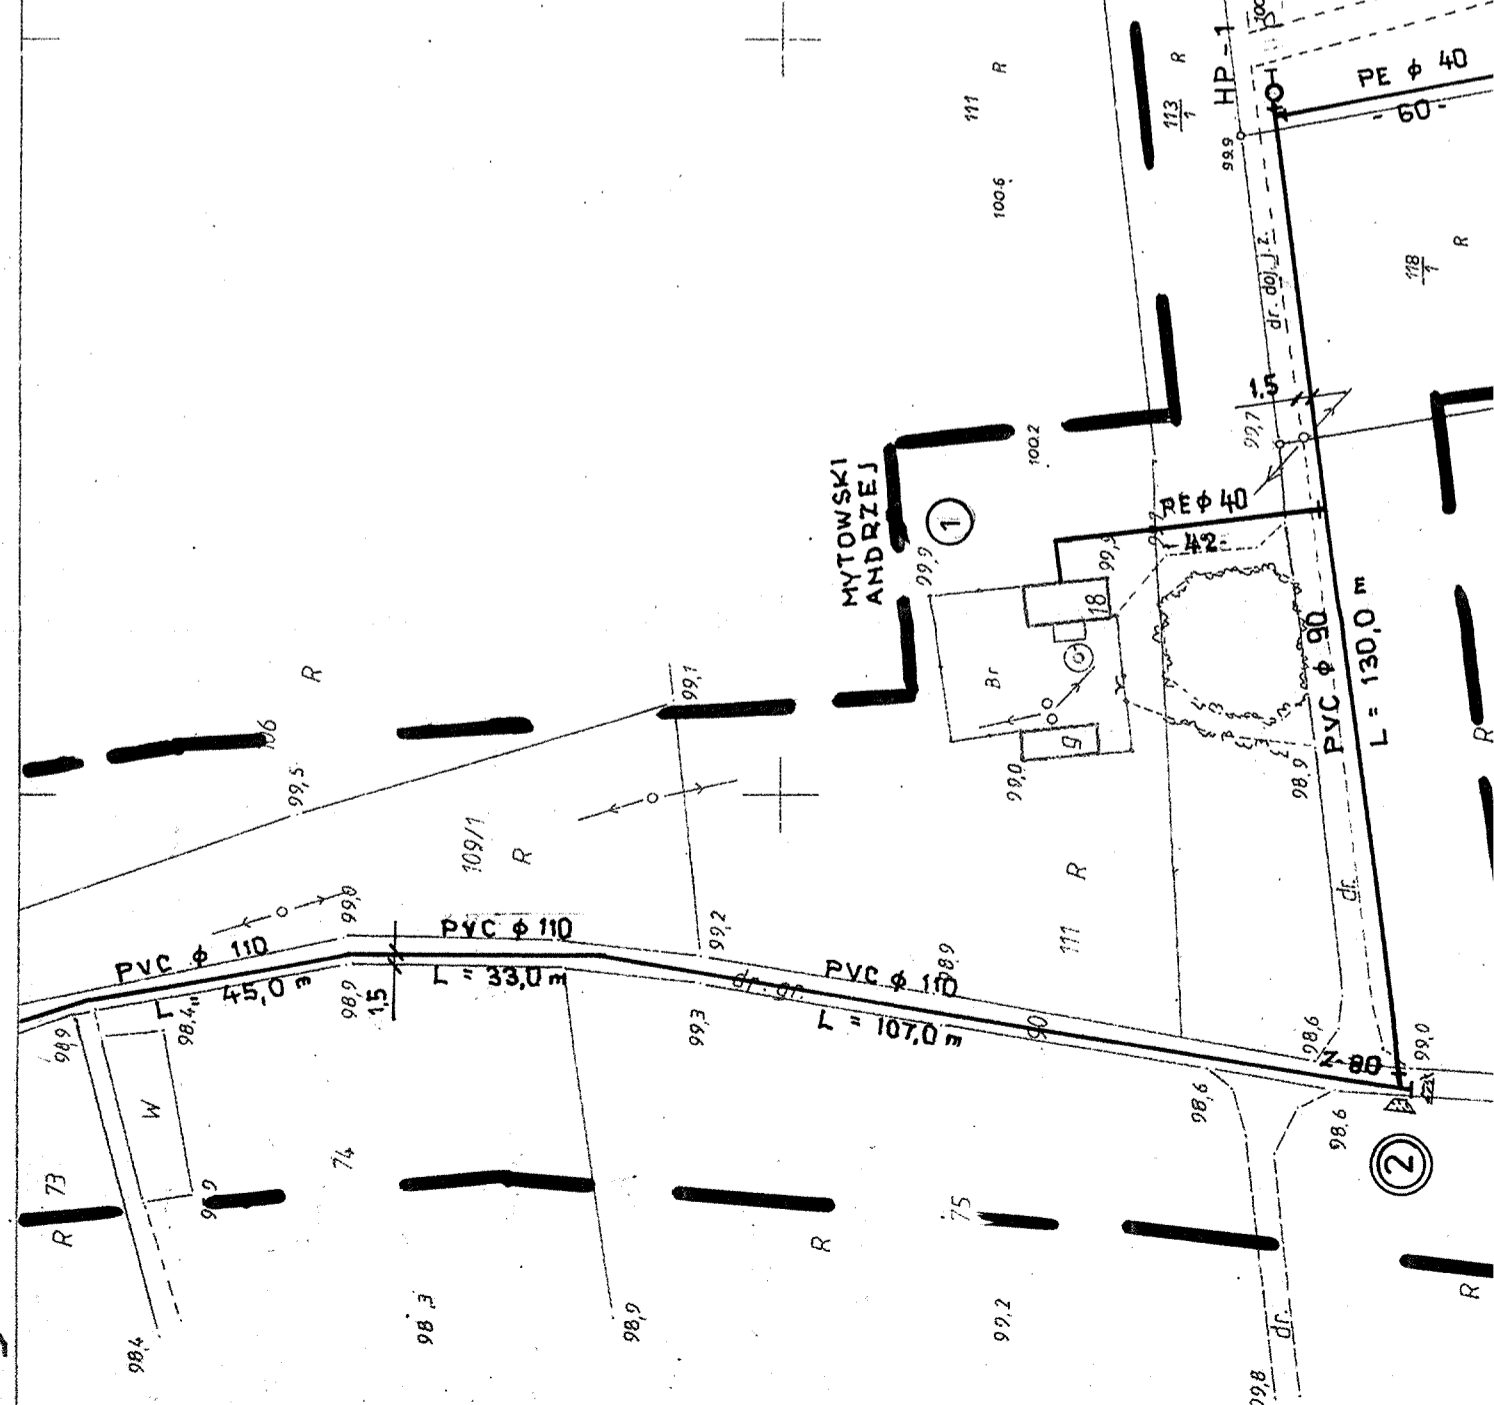 111
R
113
1
R
HP - 1
PE ϕ 40
- 60 -
99.9
100.6
dr. doj. j. z.
118
1
R
1.5
99,7
100.2
MYTOWSKI
ANDRZEJ
1
PE ϕ 40
- 42 -
99,9
99,9
18
Br
g
99,0
PVC ϕ 90
L = 130,0 m
98,9
R
R
106
99,1
99,5
109/1
R
99,0
PVC ϕ 110
L = 45,0 m
PVC ϕ 110
L = 33,0 m
98,9
1,5
99,2
dr. gr.
PVC ϕ 110
L = 107,0 m
98,9
90
111
R
dr.
98,9
98,4
99,3
98,6
Z-80
99,0
98,6
98,6
2
W
73
R
74
75
R
98,4
98,3
98,9
99,2
dr.
99,8
R